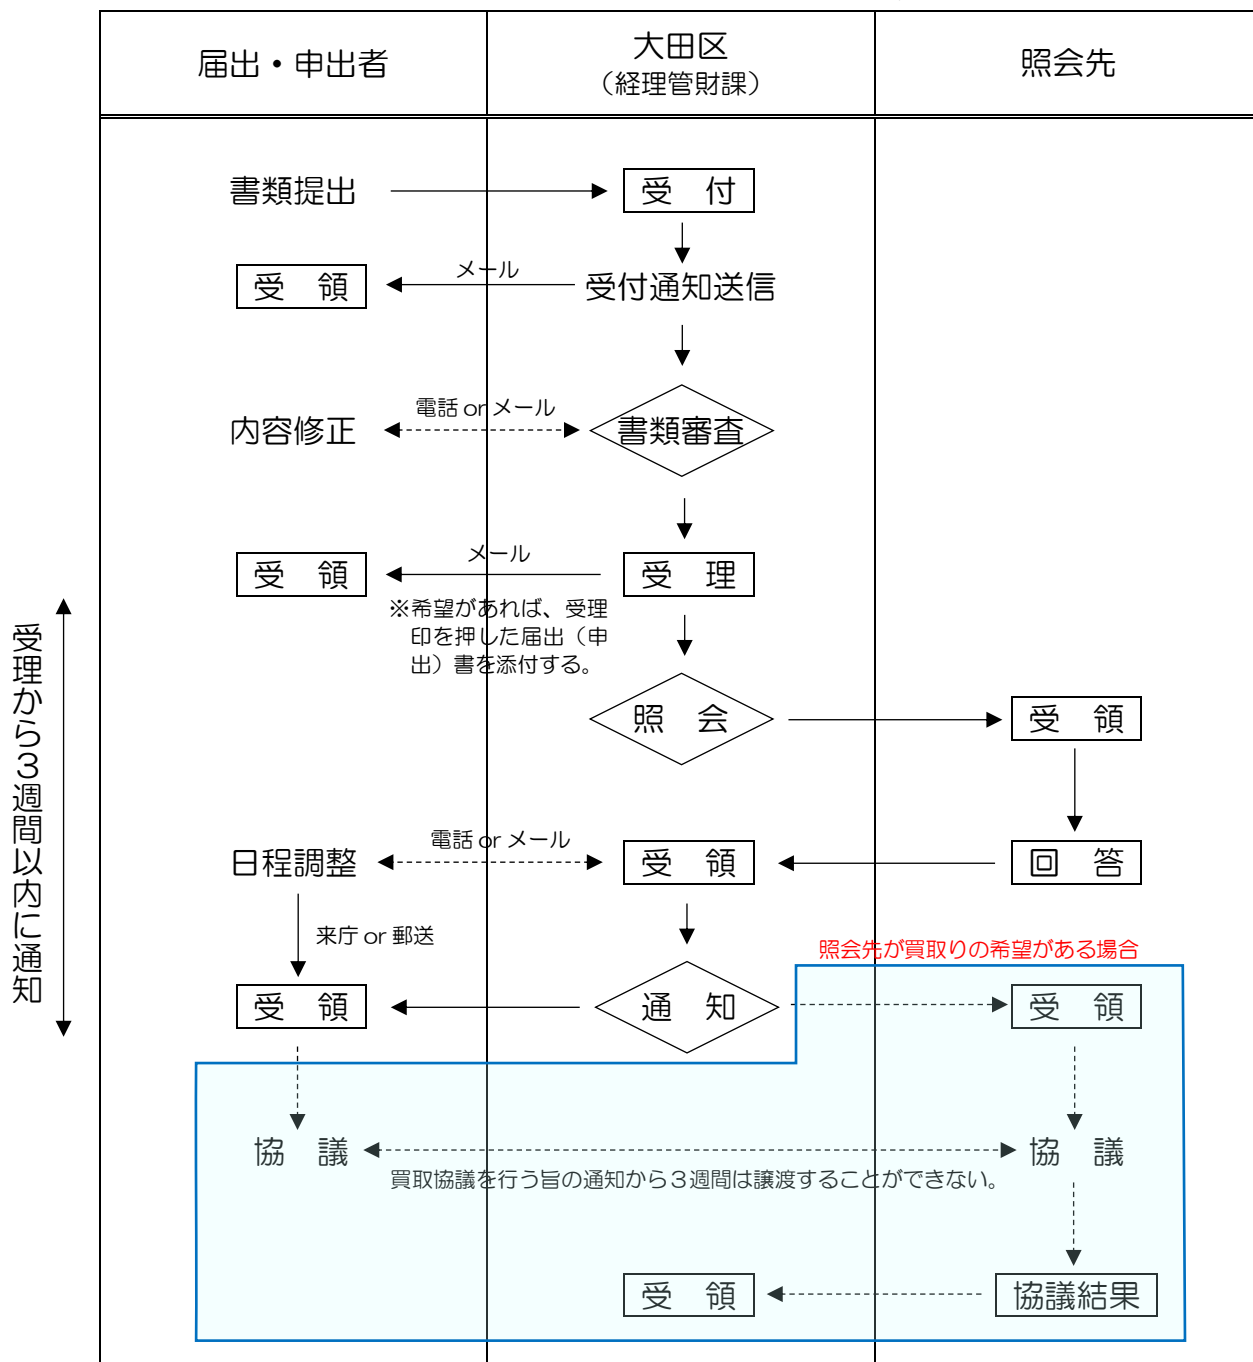 届出・申出者
大田区
（経理管財課）
照会先
書類提出
受　付
メール
受　領
受付通知送信
電話 or メール
内容修正
書類審査
メール
受　領
受　理
※希望があれば、受理
印を押した届出（申
出）書を添付する。
受理から３週間以内に通知
照　会
受　領
電話 or メール
日程調整
受　領
回　答
来庁 or 郵送
照会先が買取りの希望がある場合
受　領
通　知
受　領
協　議
協　議
買取協議を行う旨の通知から３週間は譲渡することができない。
受　領
協議結果